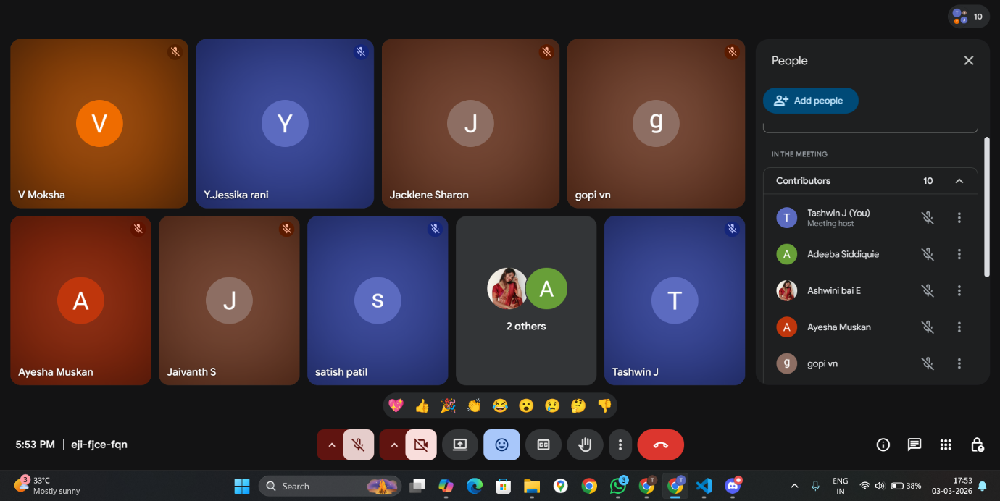 T
10
V
V Moksha
Y
Y.Jessika rani
J
Jacklene Sharon
g
gopi vn
A
Ayesha Muskan
J
Jaivanth S
s
satish patil
A
2 others
T
Tashwin J
People
Add people
IN THE MEETING
Contributors 10
T
Tashwin J (You)
Meeting host
A
Adeeba Siddiquie
Ashwini bai E
A
Ayesha Muskan
g
gopi vn
5:53 PM | eji-fjce-fqn
3
33°C
Mostly sunny
Search
3
T
T
ENG
IN
38%
17:53
03-03-2026